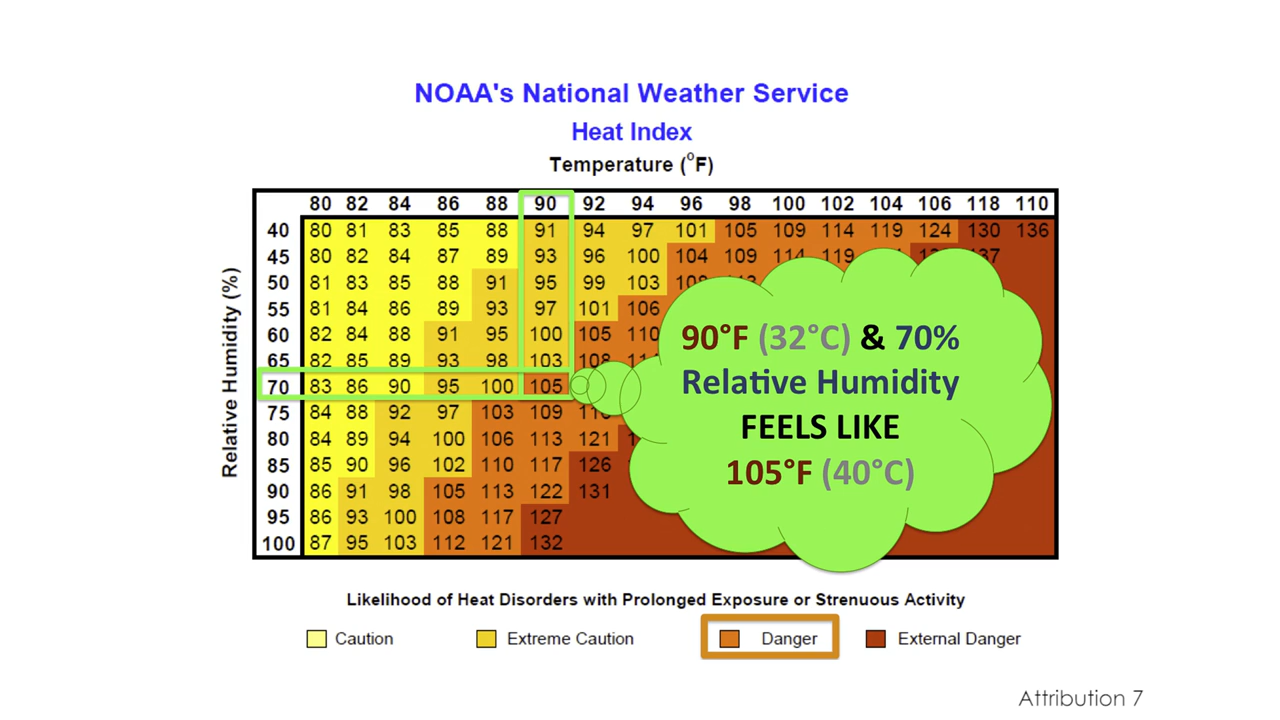 NOAA's National Weather Service
Heat Index
Temperature (°F)
Relative Humidity (%)
80 82 84 86 88 90 92 94 96 98 100 102 104 106 118 110
40 80 81 83 85 88 91 94 97 101 105 109 114 119 124 130 136
45 80 82 84 87 89 93 96 100 104 109 114 119 137
50 81 83 85 88 91 95 99 103
55 81 84 86 89 93 97 101 106
60 82 84 88 91 95 100 105 110
65 82 85 89 93 98 103 108
70 83 86 90 95 100 105
75 84 88 92 97 103 109
80 84 89 94 100 106 113 121
85 85 90 96 102 110 117 126
90 86 91 98 105 113 122 131
95 86 93 100 108 117 127
100 87 95 103 112 121 132
90°F (32°C) & 70%
Relative Humidity
FEELS LIKE
105°F (40°C)
Likelihood of Heat Disorders with Prolonged Exposure or Strenuous Activity
Caution Extreme Caution Danger External Danger
Attribution 7